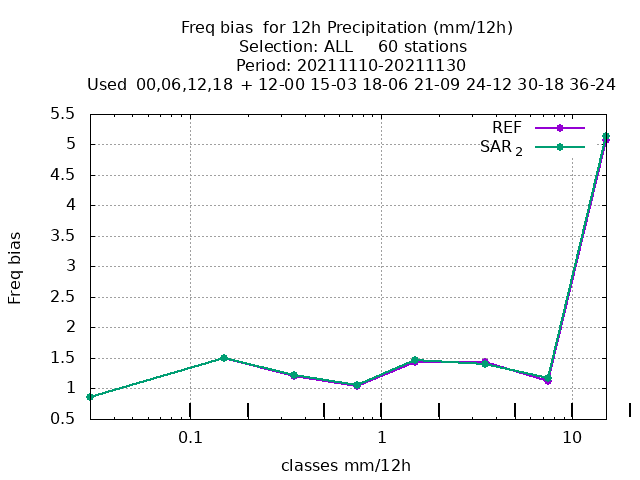 Freq bias  for 12h Precipitation (mm/12h)
Selection: ALL     60 stations
Period: 20211110-20211130
Used  00,06,12,18  + 12-00 15-03 18-06 21-09 24-12 30-18 36-24
REF
SAR 2
5.5
5
4.5
4
3.5
3
2.5
2
1.5
1
0.5
Freq bias
0.1 1 10
classes mm/12h